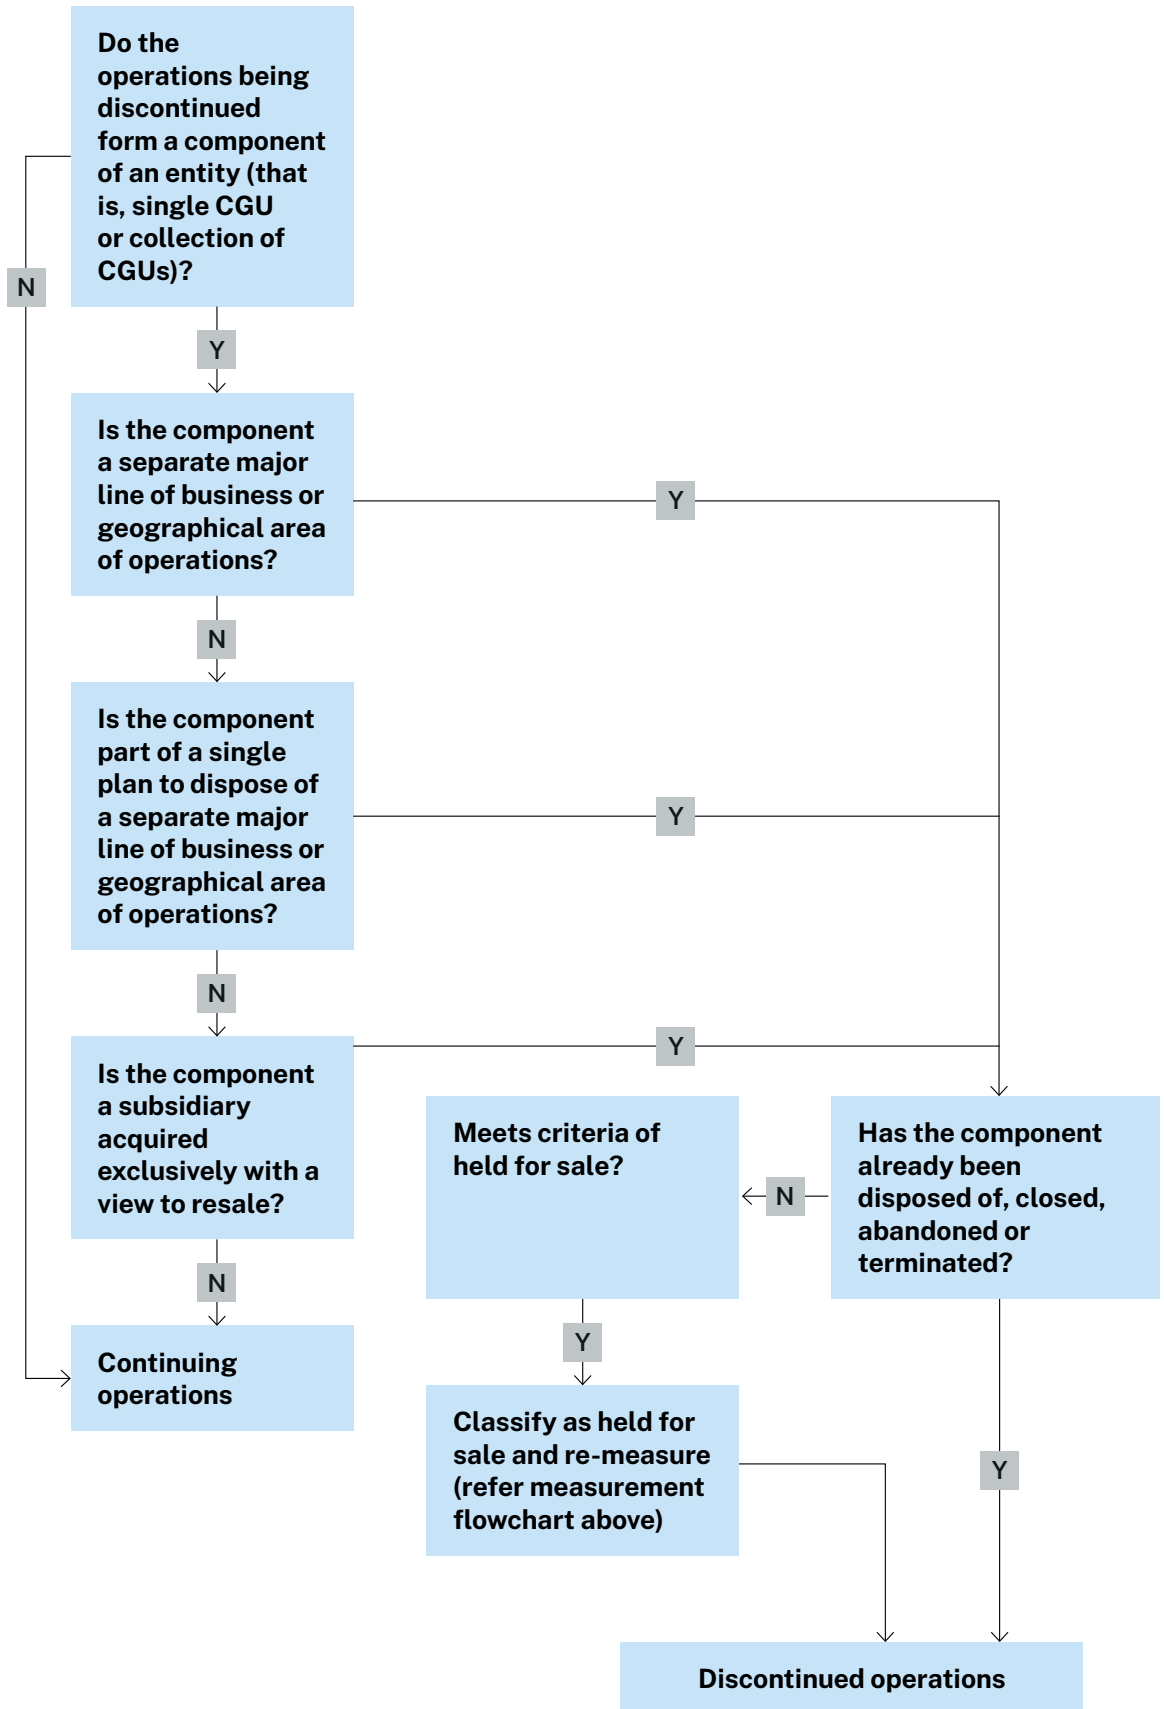 Do the
operations being
discontinued
form a component
of an entity (that
is, single CGU
or collection of
CGUs)?
N
Y
Is the component
a separate major
line of business or
geographical area
of operations?
Y
N
Is the component
part of a single
plan to dispose of
a separate major
line of business or
geographical area
of operations?
Y
N
Is the component
a subsidiary
acquired
exclusively with a
view to resale?
Y
Meets criteria of
held for sale?
N
Has the component
already been
disposed of, closed,
abandoned or
terminated?
N
Continuing
operations
Y
Classify as held for
sale and re-measure
(refer measurement
flowchart above)
Y
Discontinued operations